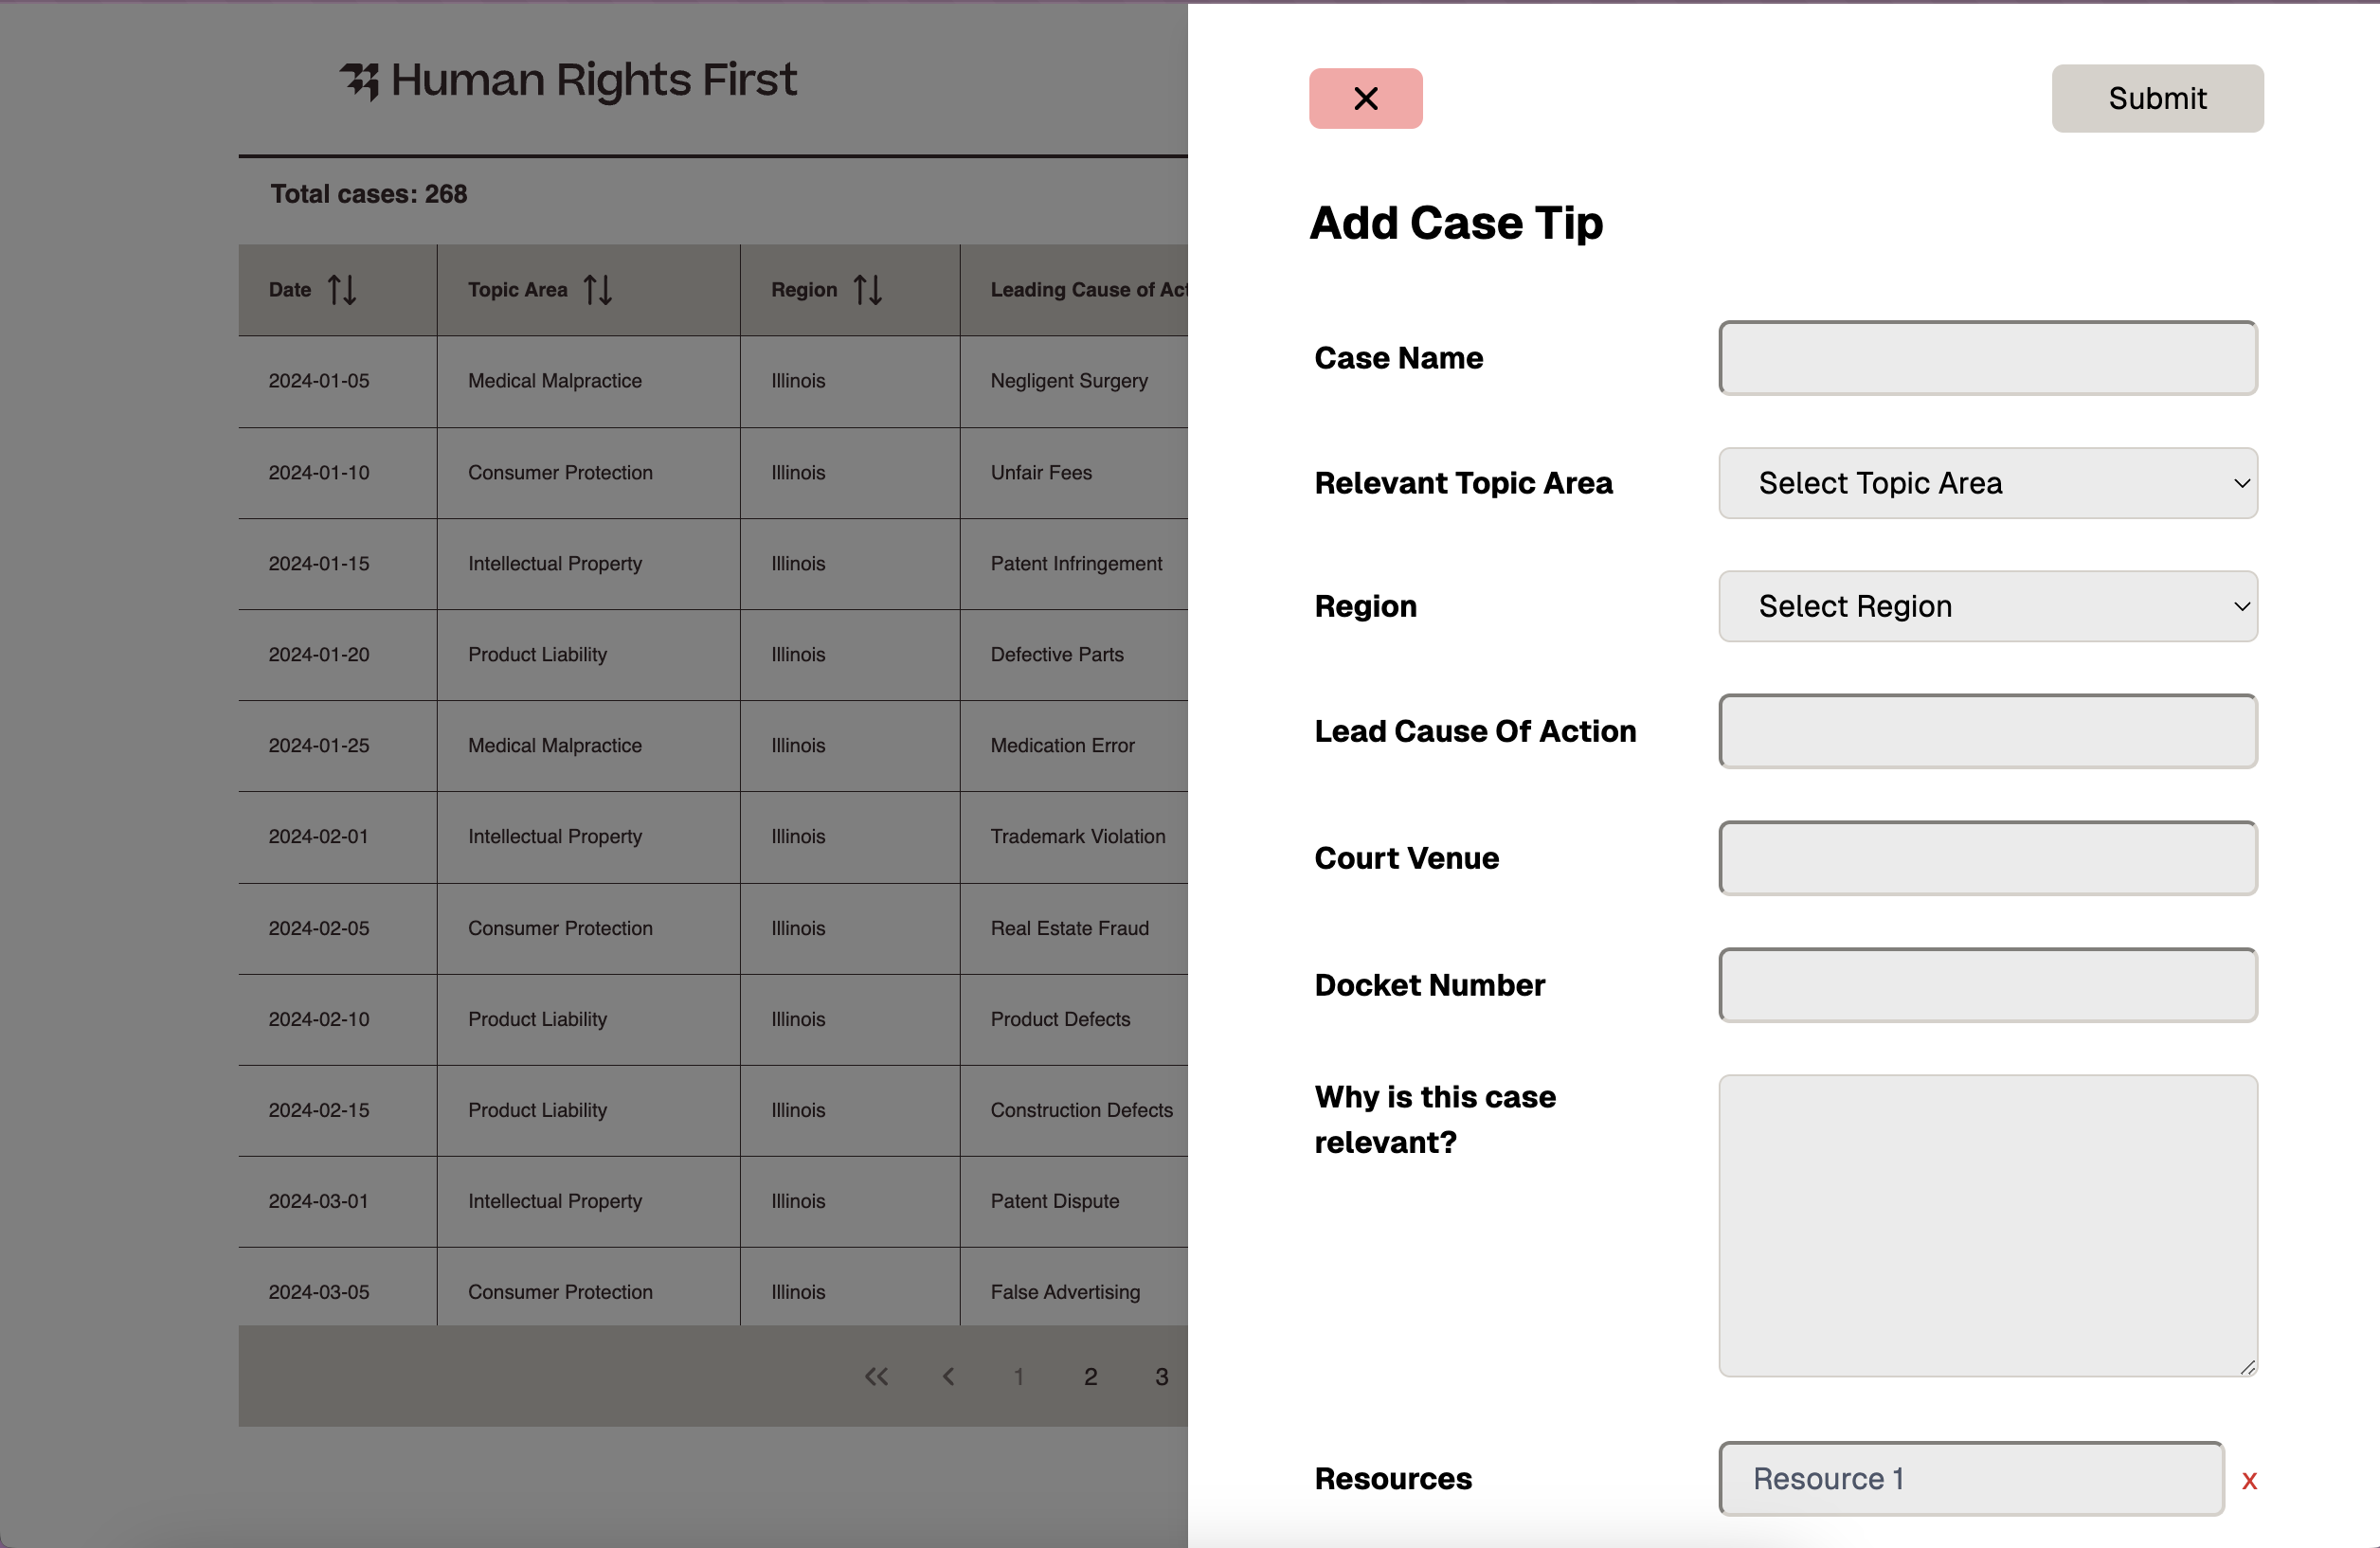 Human Rights First
Total cases: 268
Date Topic Area Region Leading Cause of Act
2024-01-05 Medical Malpractice Illinois Negligent Surgery
2024-01-10 Consumer Protection Illinois Unfair Fees
2024-01-15 Intellectual Property Illinois Patent Infringement
2024-01-20 Product Liability Illinois Defective Parts
2024-01-25 Medical Malpractice Illinois Medication Error
2024-02-01 Intellectual Property Illinois Trademark Violation
2024-02-05 Consumer Protection Illinois Real Estate Fraud
2024-02-10 Product Liability Illinois Product Defects
2024-02-15 Product Liability Illinois Construction Defects
2024-03-01 Intellectual Property Illinois Patent Dispute
2024-03-05 Consumer Protection Illinois False Advertising
1 2 3
Submit
Add Case Tip
Case Name
Relevant Topic Area Select Topic Area
Region Select Region
Lead Cause Of Action
Court Venue
Docket Number
Why is this case
relevant?
Resources Resource 1 x